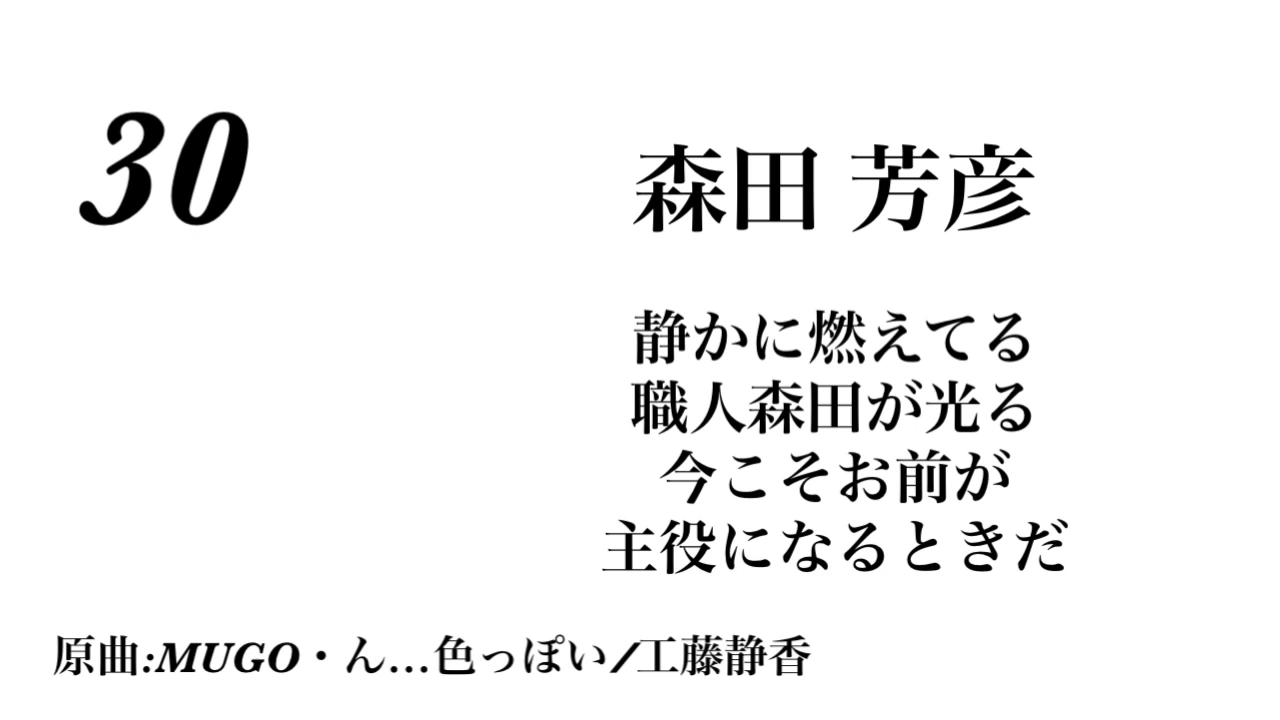 30
森田 芳彦
静かに燃えてる
職人森田が光る
今こそお前が
主役になるときだ
原曲:MUGO・ん…色っぽい/工藤静香